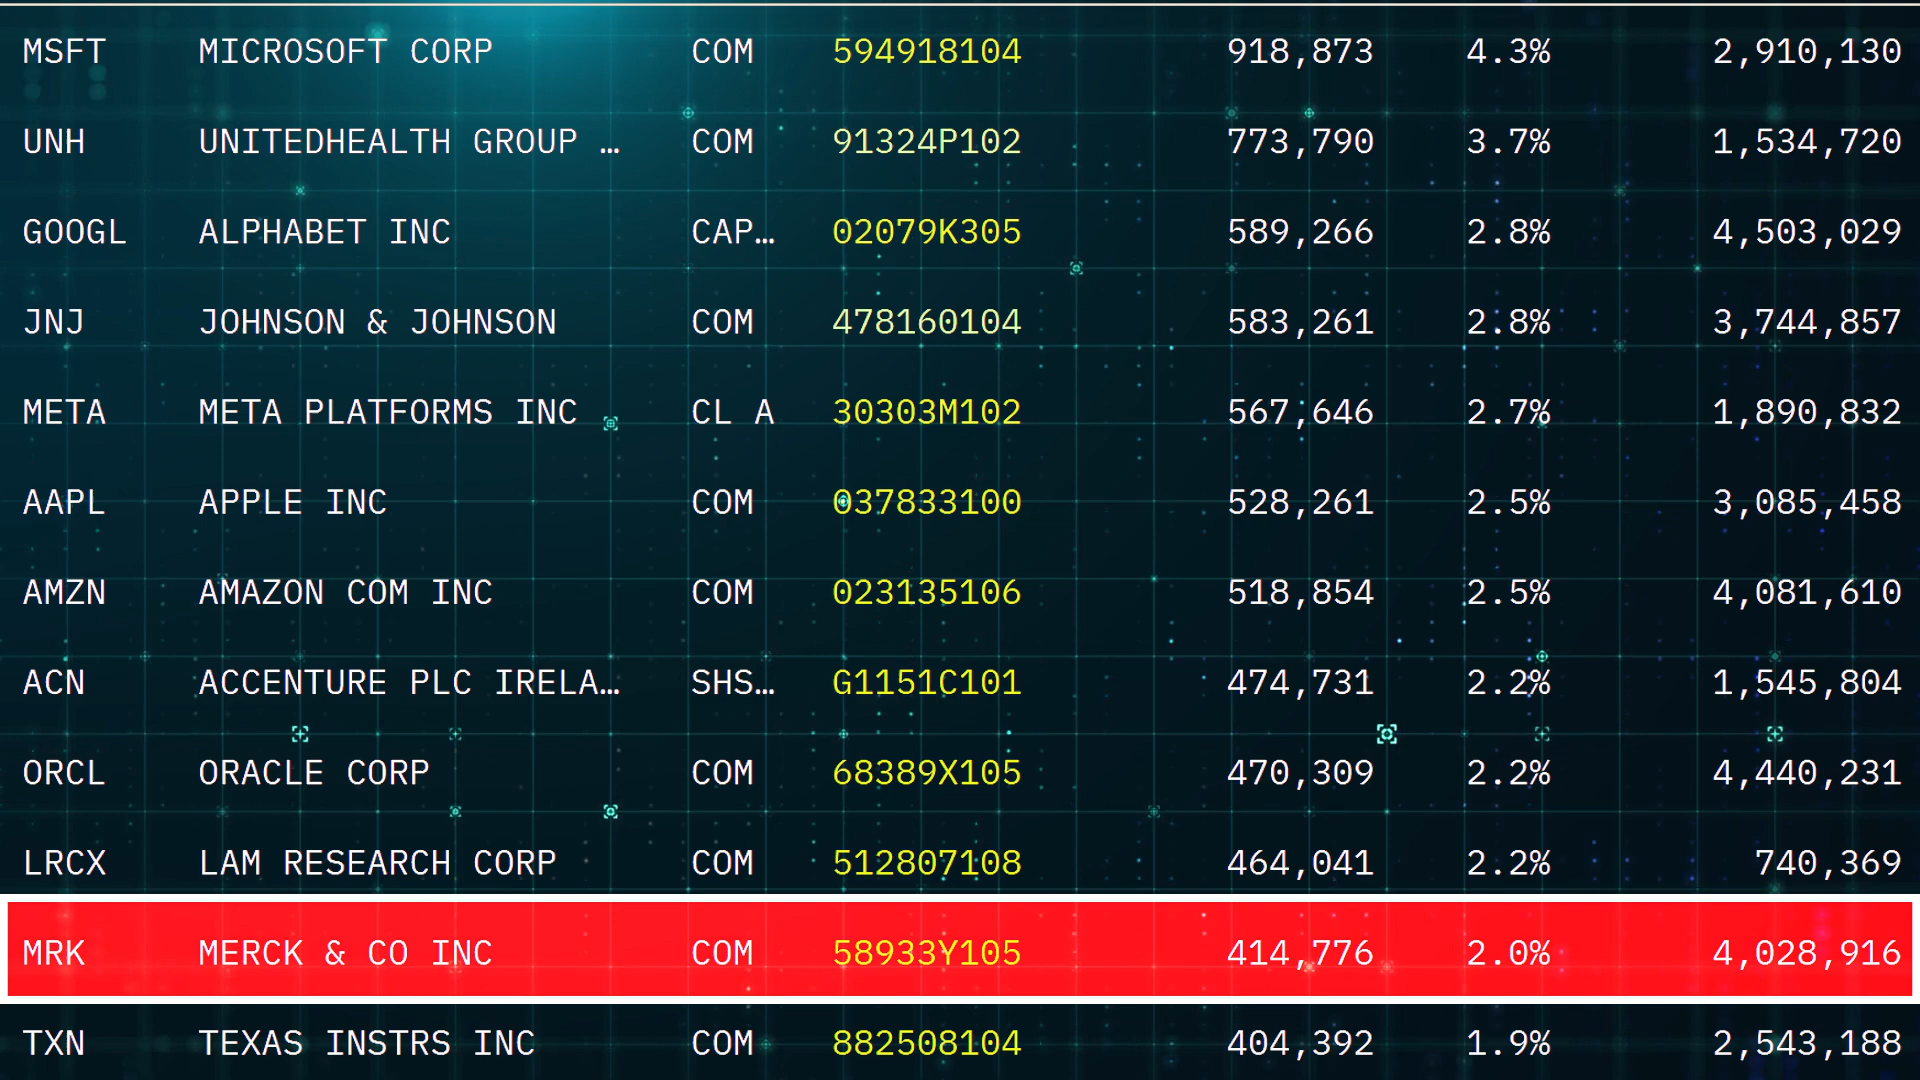 MSFT MICROSOFT CORP COM 594918104 918,873 4.3% 2,910,130
UNH UNITEDHEALTH GROUP … COM 91324P102 773,790 3.7% 1,534,720
GOOGL ALPHABET INC CAP… 02079K305 589,266 2.8% 4,503,029
JNJ JOHNSON & JOHNSON COM 478160104 583,261 2.8% 3,744,857
META META PLATFORMS INC CL A 30303M102 567,646 2.7% 1,890,832
AAPL APPLE INC COM 037833100 528,261 2.5% 3,085,458
AMZN AMAZON COM INC COM 023135106 518,854 2.5% 4,081,610
ACN ACCENTURE PLC IRELA… SHS… G1151C101 474,731 2.2% 1,545,804
ORCL ORACLE CORP COM 68389X105 470,309 2.2% 4,440,231
LRCX LAM RESEARCH CORP COM 512807108 464,041 2.2% 740,369
MRK MERCK & CO INC COM 58933Y105 414,776 2.0% 4,028,916
TXN TEXAS INSTRS INC COM 882508104 404,392 1.9% 2,543,188